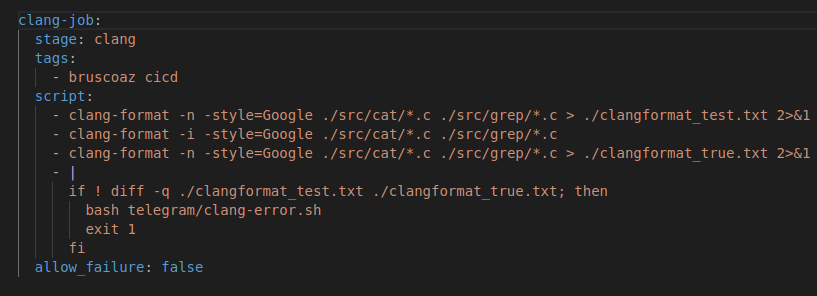 clang-job:
stage: clang
tags:
- bruscoaz cicd
script:
- clang-format -n -style=Google ./src/cat/*.c ./src/grep/*.c > ./clangformat_test.txt 2>&1
- clang-format -i -style=Google ./src/cat/*.c ./src/grep/*.c
- clang-format -n -style=Google ./src/cat/*.c ./src/grep/*.c > ./clangformat_true.txt 2>&1
- |
if ! diff -q ./clangformat_test.txt ./clangformat_true.txt; then
bash telegram/clang-error.sh
exit 1
fi
allow_failure: false